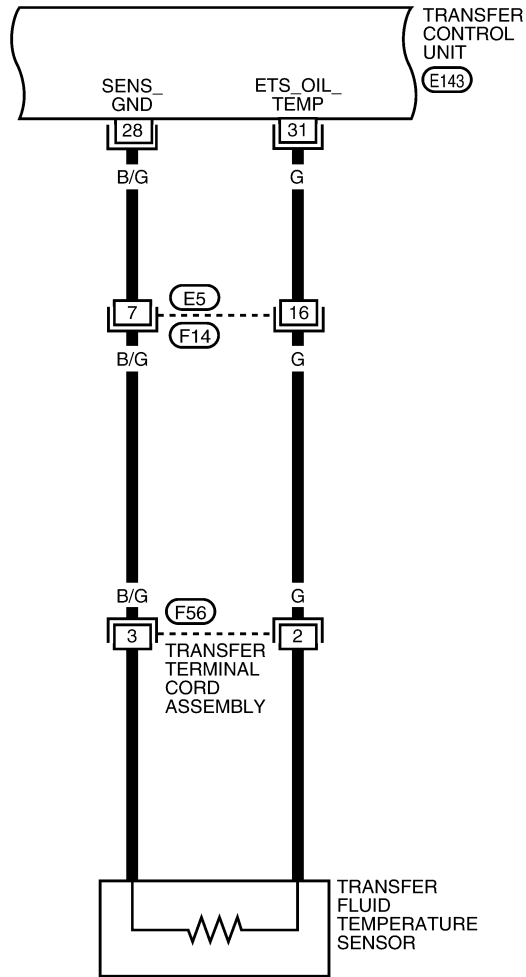 TRANSFER
CONTROL
UNIT
E143
SENS_
GND
ETS_OIL_
TEMP
28
31
B/G
G
7
E5
16
F14
B/G
G
B/G
G
F56
3
2
TRANSFER
TERMINAL
CORD
ASSEMBLY
TRANSFER
FLUID
TEMPERATURE
SENSOR